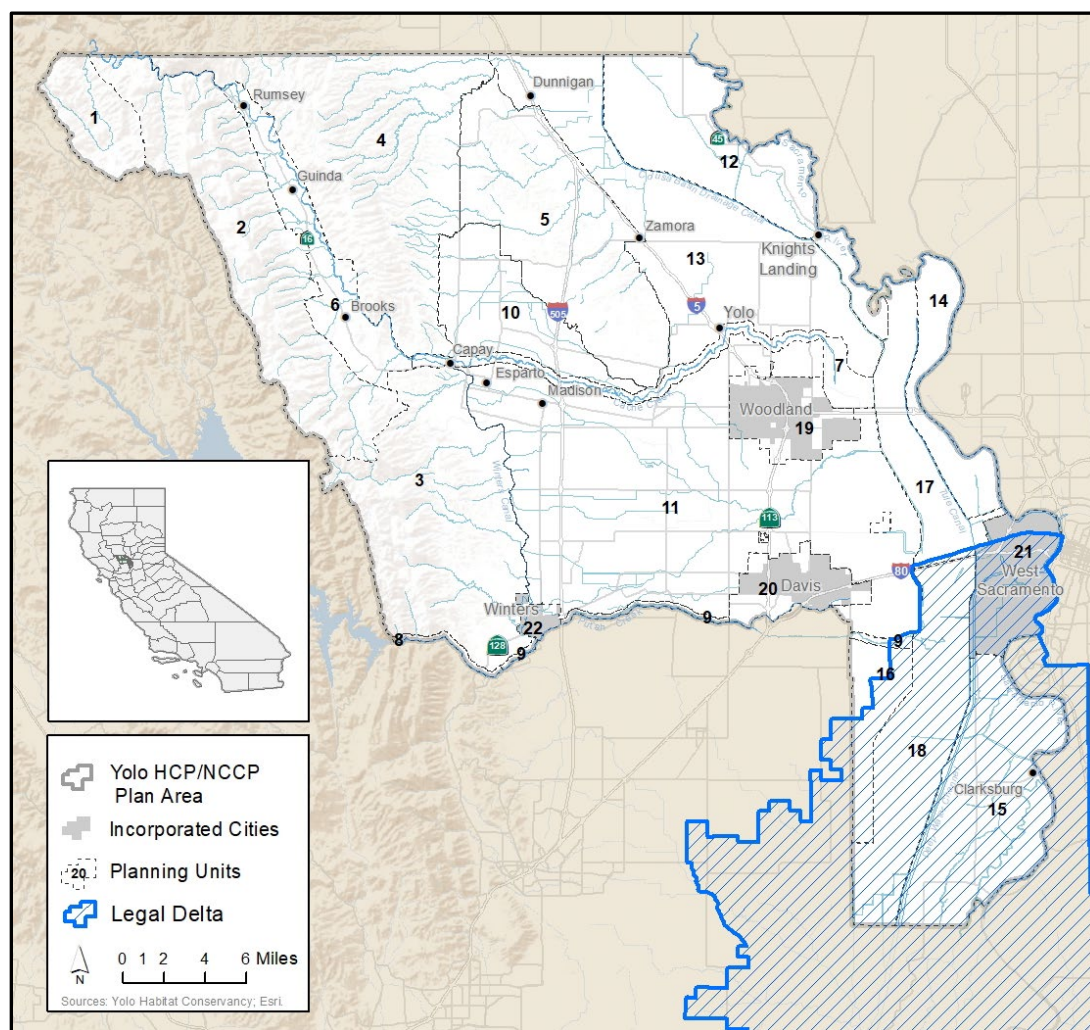 Rumsey
Dunnigan
1
4
45
12
Sacramento
Guinda
2
5
16
Zamora
13
Knights
Landing
River
14
6
Brooks
10
505
5
Yolo
Capay
7
Esparto
Madison
Woodland
19
3
11
17
113
21
West
Sacramento
80
20
Davis
Winters
22
9
8
128
9
9
16
18
Clarksburg
15
Yolo HCP/NCCP
Plan Area
Incorporated Cities
20
Planning Units
Legal Delta
N
0 1 2 4 6 Miles
Sources: Yolo Habitat Conservancy; Esri.